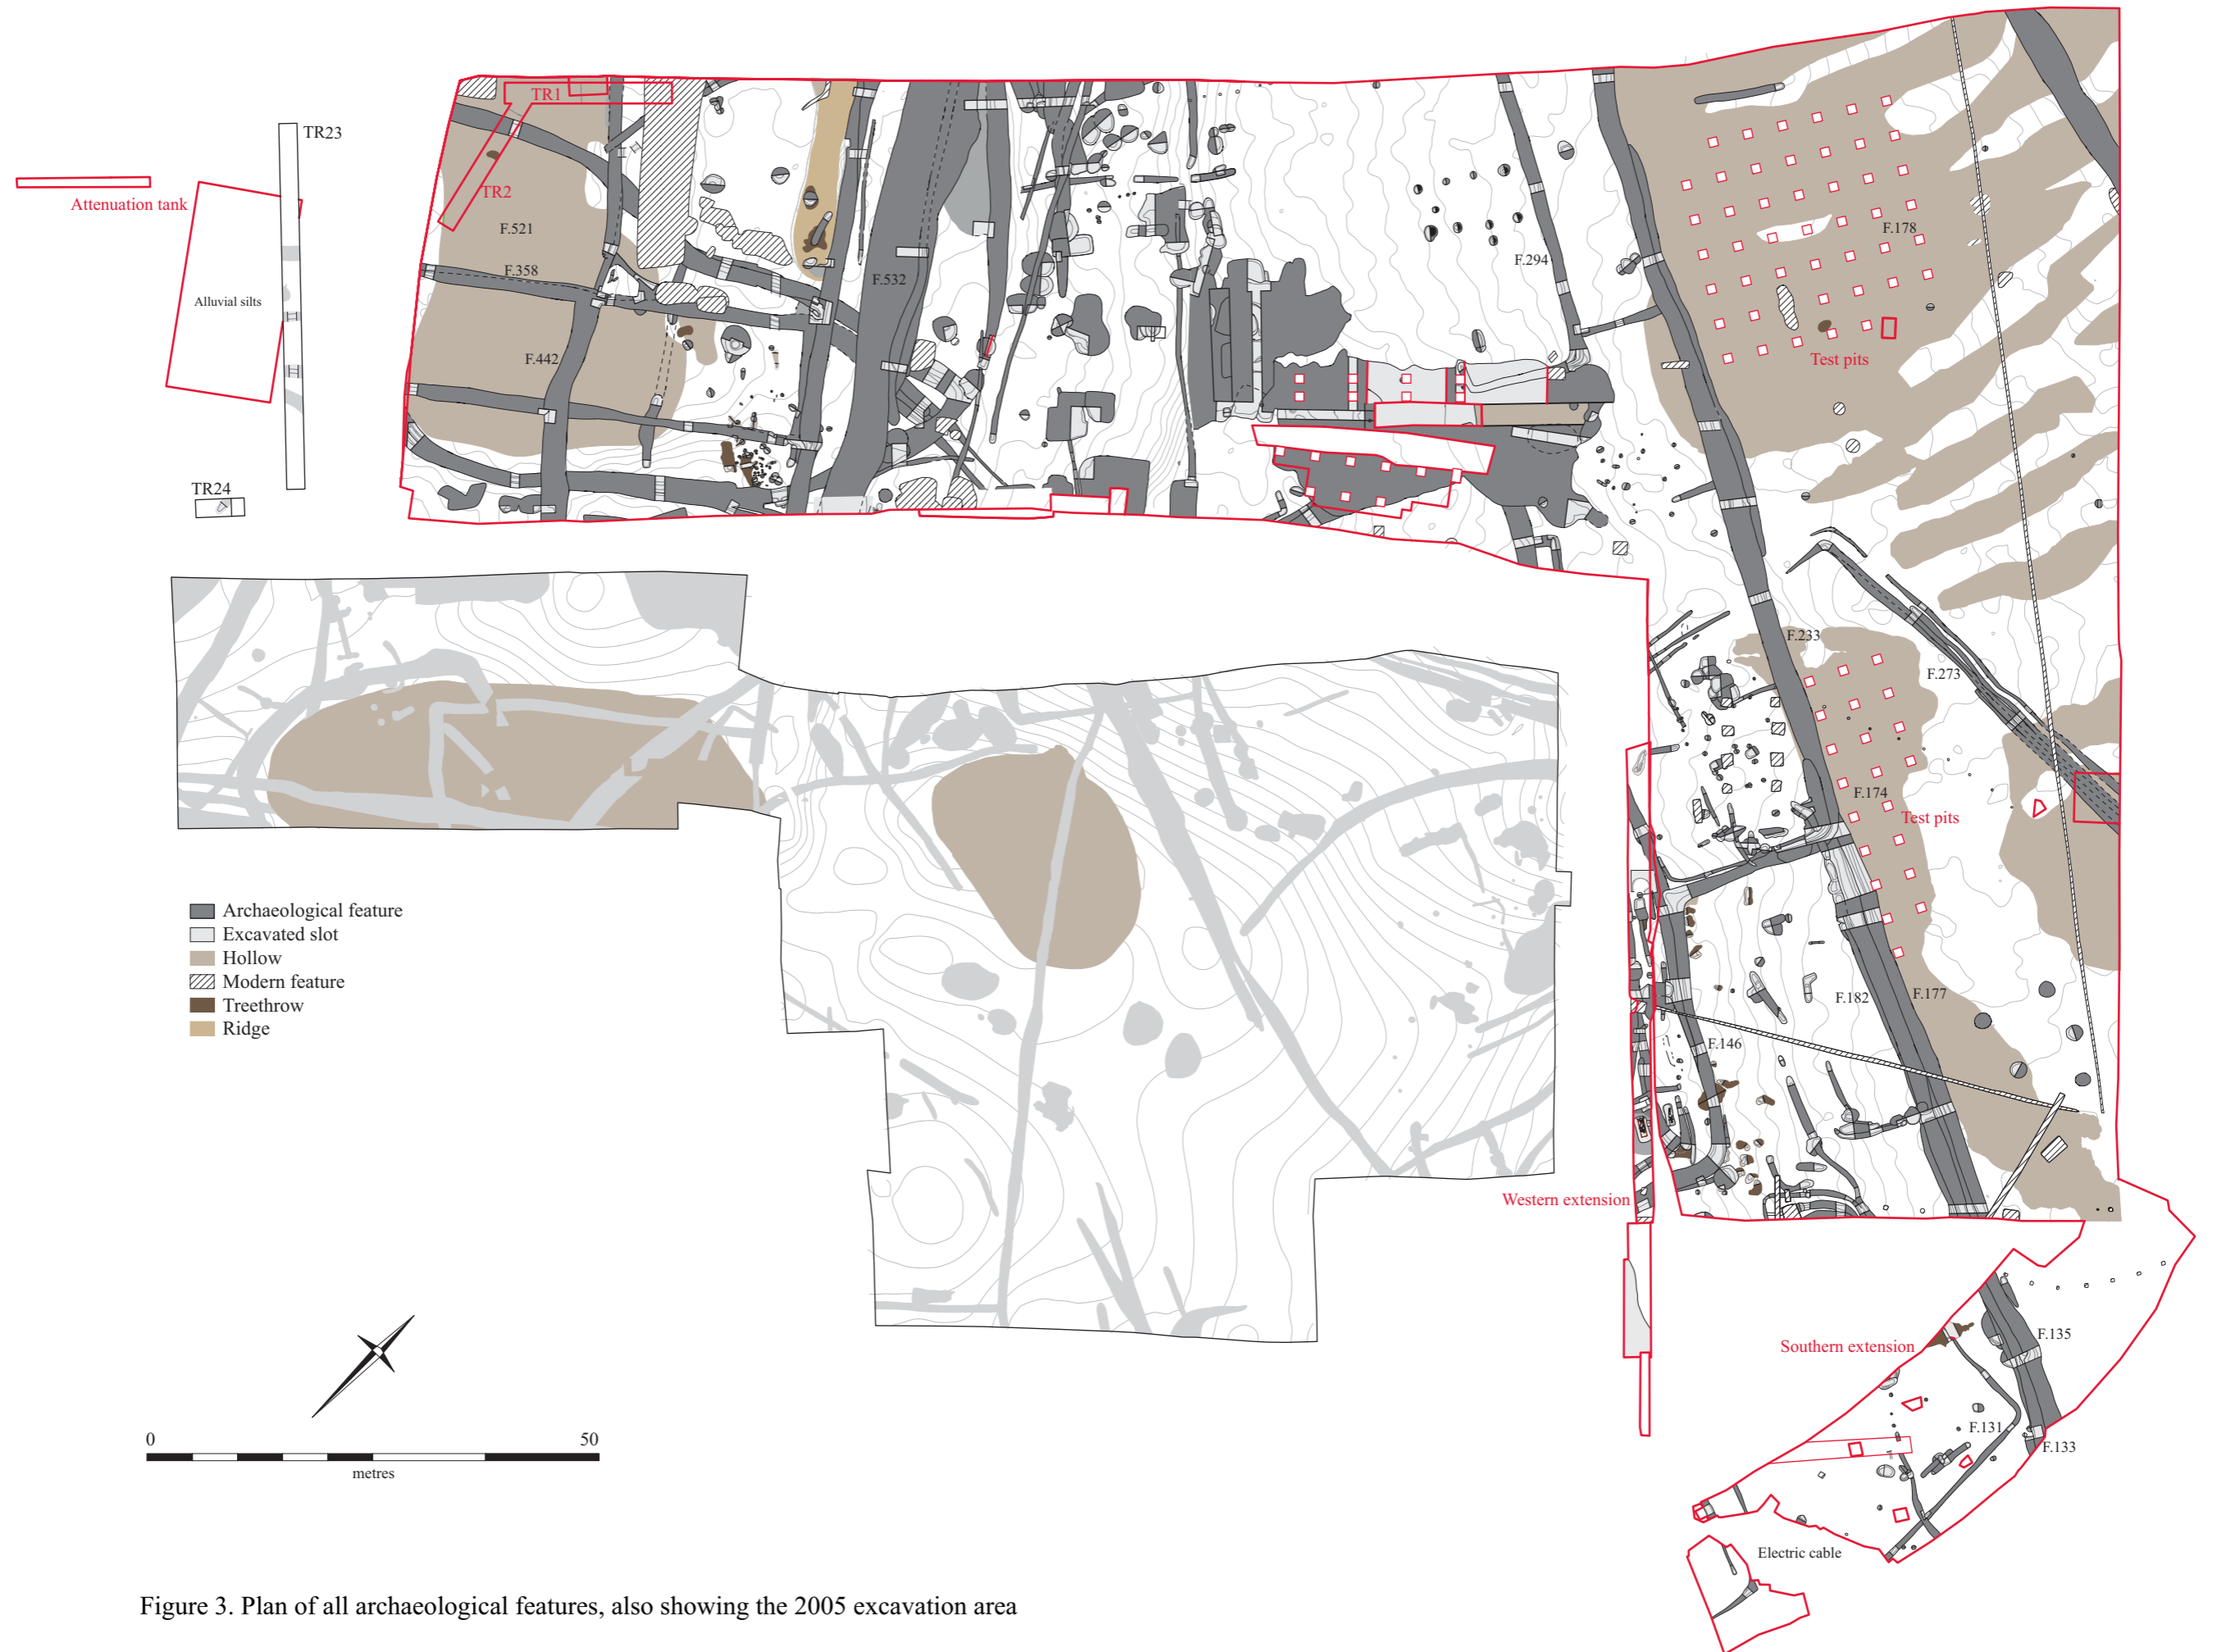 TR1
TR23
TR2
Attenuation tank
F.521
F.178
F.358
F.294
F.532
Alluvial silts
F.442
Test pits
TR24
F.233
F.273
F.174
Test pits
Archaeological feature
Excavated slot
Hollow
Modern feature
Treethrow
Ridge
F.182
F.177
F.146
Western extension
F.135
Southern extension
F.131
F.133
0
50
metres
Electric cable
Figure 3. Plan of all archaeological features, also showing the 2005 excavation area